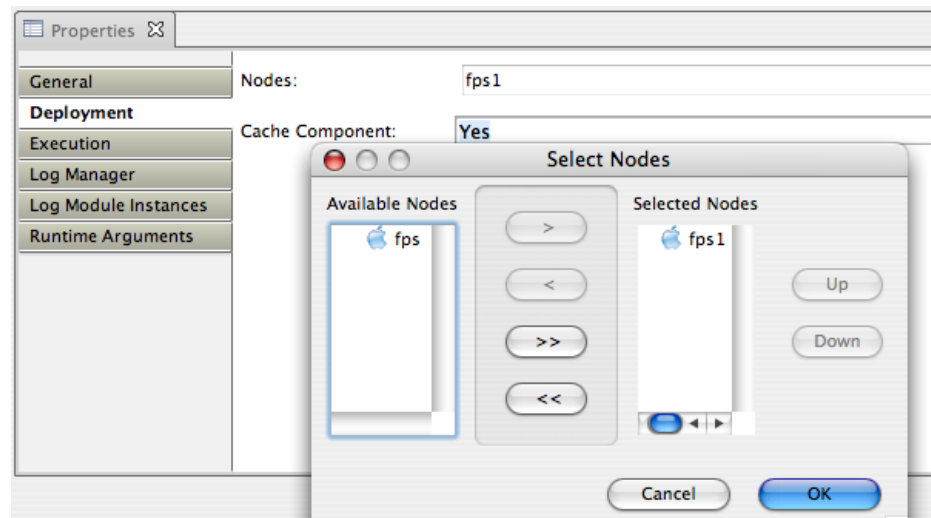 Properties
General
Nodes:
fps1
Deployment
Cache Component:
Yes
Execution
Log Manager
Log Module Instances
Runtime Arguments
Select Nodes
Available Nodes
Selected Nodes
fps
fps1
>
<
>>
<<
Up
Down
Cancel
OK